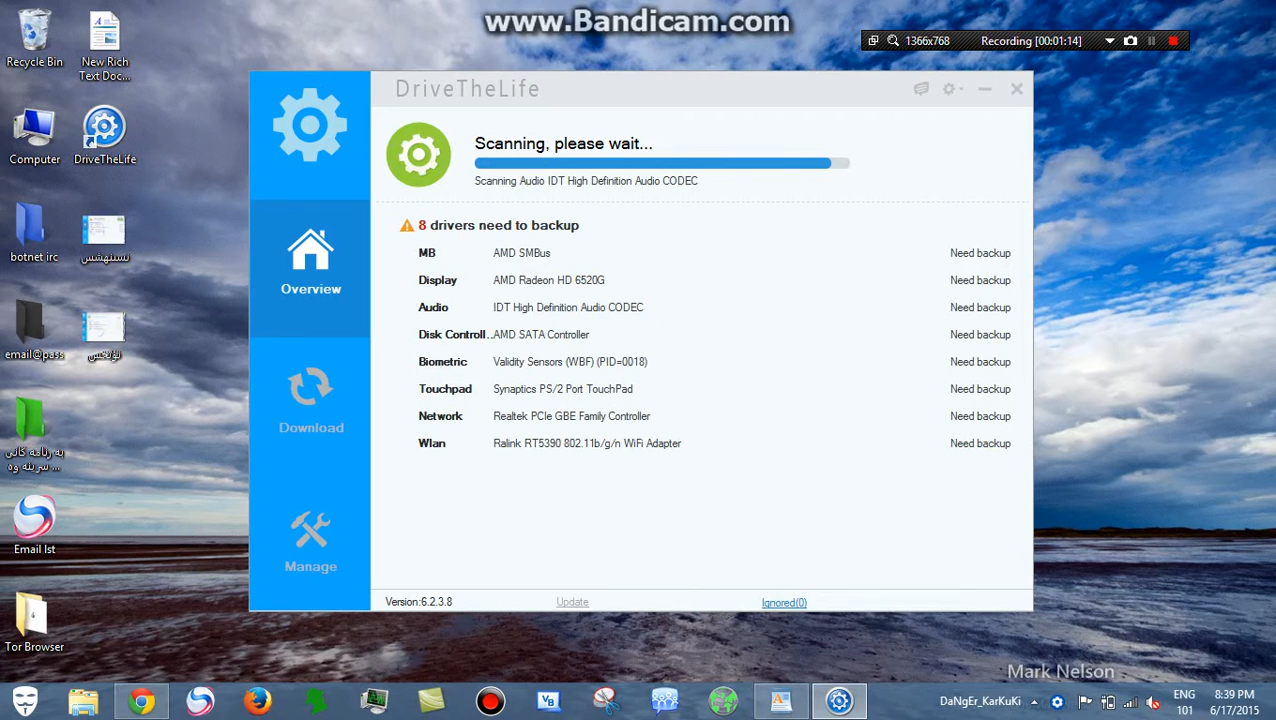 www.Bandicam.com
1366x768
Recording [00:01:14]
Recycle Bin
New Rich
Text Doc...
Computer
DriveTheLife
botnet irc
email@pass
Email lst
Tor Browser
DriveTheLife
Scanning, please wait...
Scanning Audio IDT High Definition Audio CODEC
8 drivers need to backup
MB AMD SMBus Need backup
Display AMD Radeon HD 6520G Need backup
Audio IDT High Definition Audio CODEC Need backup
Disk Controll... AMD SATA Controller Need backup
Biometric Validity Sensors (WBF) (PID=0018) Need backup
Touchpad Synaptics PS/2 Port TouchPad Need backup
Network Realtek PCIe GBE Family Controller Need backup
Wlan Ralink RT5390 802.11b/g/n WiFi Adapter Need backup
Overview
Download
Manage
Version:6.2.3.8
Update
Ignored(0)
Mark Nelson
VB
DaNgEr_KarKuKi
ENG
101
8:39 PM
6/17/2015